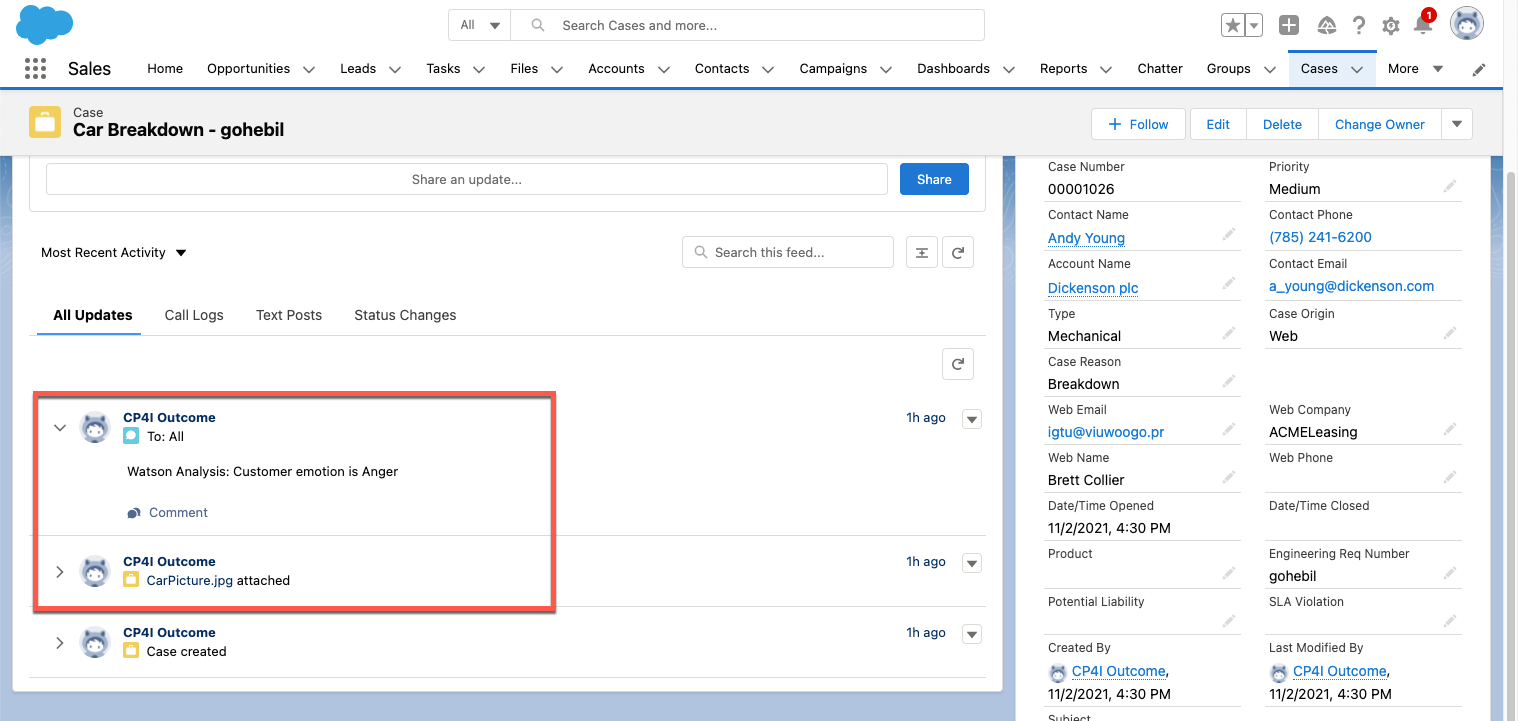 All
Search Cases and more...
1
Sales
Home
Opportunities
Leads
Tasks
Files
Accounts
Contacts
Campaigns
Dashboards
Reports
Chatter
Groups
Cases
More
Case
Car Breakdown - gohebil
Follow
Edit
Delete
Change Owner
Share an update...
Share
Most Recent Activity
Search this feed...
All Updates
Call Logs
Text Posts
Status Changes
CP4I Outcome
1h ago
To: All
Watson Analysis: Customer emotion is Anger
Comment
CP4I Outcome
1h ago
CarPicture.jpg attached
CP4I Outcome
1h ago
Case created
Case Number
00001026
Priority
Medium
Contact Name
Andy Young
Contact Phone
(785) 241-6200
Account Name
Dickenson plc
Contact Email
a_young@dickenson.com
Type
Mechanical
Case Origin
Web
Case Reason
Breakdown
Web Email
igtu@viuwoogo.pr
Web Company
ACMELeasing
Web Name
Brett Collier
Web Phone
Date/Time Opened
11/2/2021, 4:30 PM
Date/Time Closed
Product
Engineering Req Number
gohebil
Potential Liability
SLA Violation
Created By
CP4I Outcome,
11/2/2021, 4:30 PM
Last Modified By
CP4I Outcome,
11/2/2021, 4:30 PM
Subject